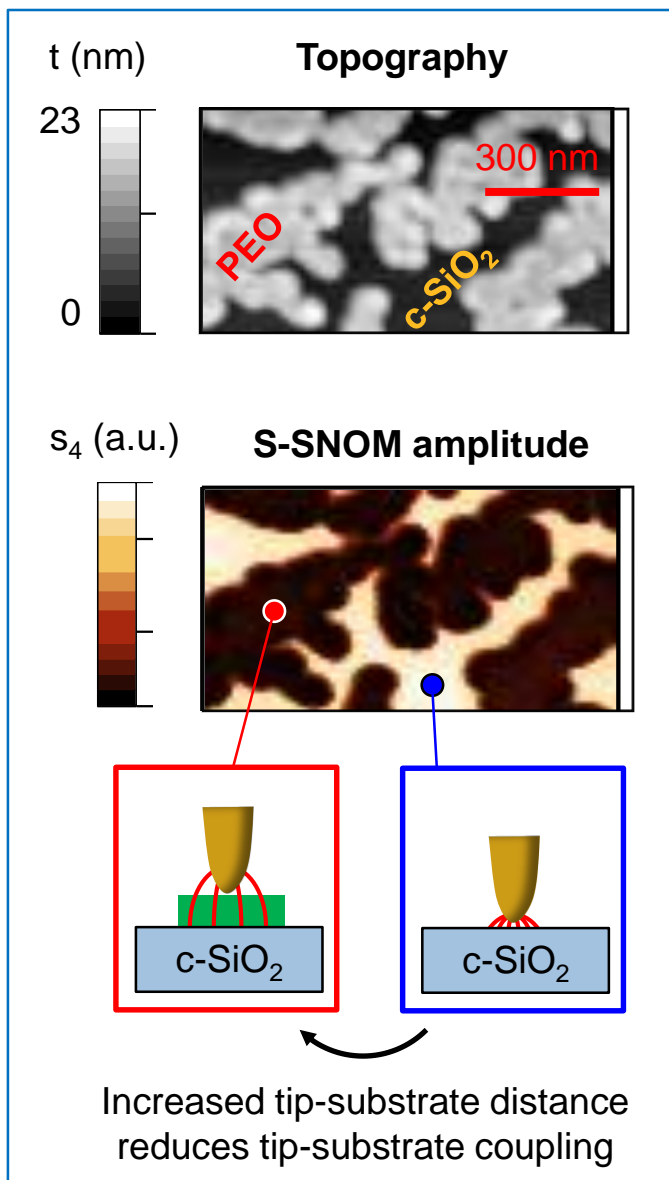 t (nm)
Topography
23
300 nm
PEO
c-SiO₂
0
s₄ (a.u.)
S-SNOM amplitude
c-SiO₂
c-SiO₂
Increased tip-substrate distance
reduces tip-substrate coupling